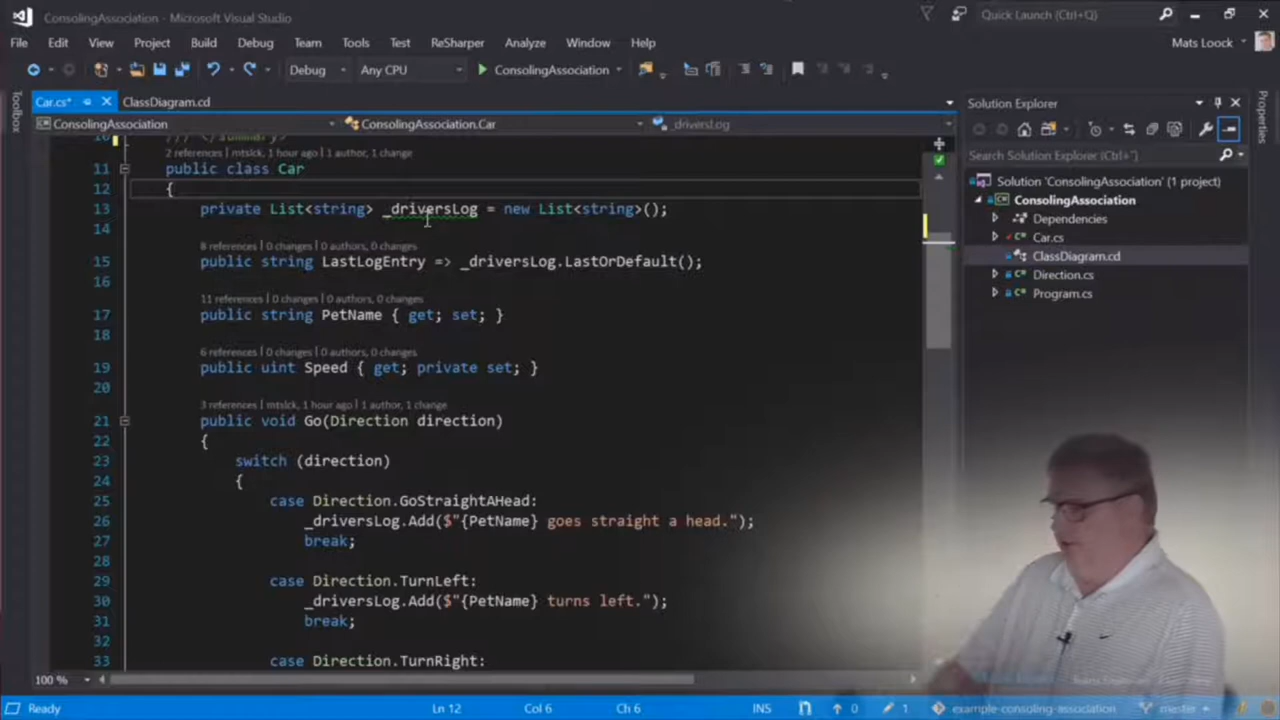 ConsolingAssociation - Microsoft Visual Studio
Quick Launch (Ctrl+Q)
File Edit View Project Build Debug Team Tools Test ReSharper Analyze Window Help
Mats Loock
Debug Any CPU ConsolingAssociation
Toolbox
Car.cs* ClassDiagram.cd
ConsolingAssociation ConsolingAssociation.Car _driversLog
10 /// </summary>
2 references | mtslck, 1 hour ago | 1 author, 1 change
11 public class Car
12 {
13 private List<string> _driversLog = new List<string>();
14
8 references | 0 changes | 0 authors, 0 changes
15 public string LastLogEntry => _driversLog.LastOrDefault();
16
11 references | 0 changes | 0 authors, 0 changes
17 public string PetName { get; set; }
18
6 references | 0 changes | 0 authors, 0 changes
19 public uint Speed { get; private set; }
20
3 references | mtslck, 1 hour ago | 1 author, 1 change
21 public void Go(Direction direction)
22 {
23 switch (direction)
24 {
25 case Direction.GoStraightAHead:
26 _driversLog.Add($"{PetName} goes straight a head.");
27 break;
28
29 case Direction.TurnLeft:
30 _driversLog.Add($"{PetName} turns left.");
31 break;
32
33 case Direction.TurnRight:
100 %
Solution Explorer
Search Solution Explorer (Ctrl+")
Solution 'ConsolingAssociation' (1 project)
ConsolingAssociation
Dependencies
Car.cs
ClassDiagram.cd
Direction.cs
Program.cs
Properties
Ready Ln 12 Col 6 Ch 6 INS 0 1 example-consoling-association master